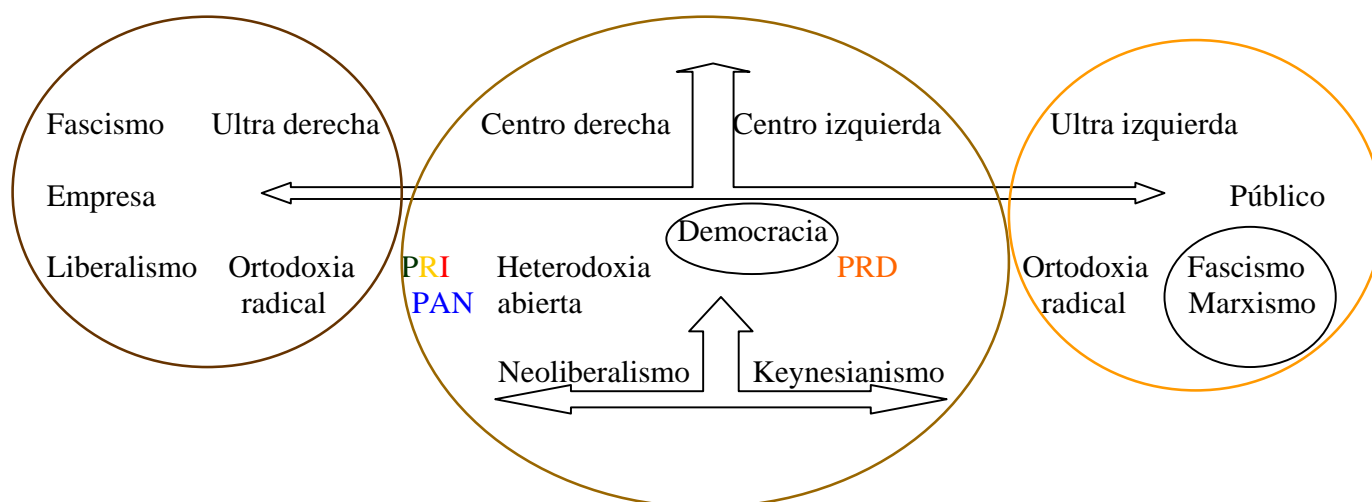 Fascismo Ultra derecha Centro derecha Centro izquierda Ultra izquierda
Empresa Público
Democracia
Liberalismo Ortodoxia PRI Heterodoxia PRD Ortodoxia Fascismo
radical PAN abierta radical Marxismo
Neoliberalismo Keynesianismo